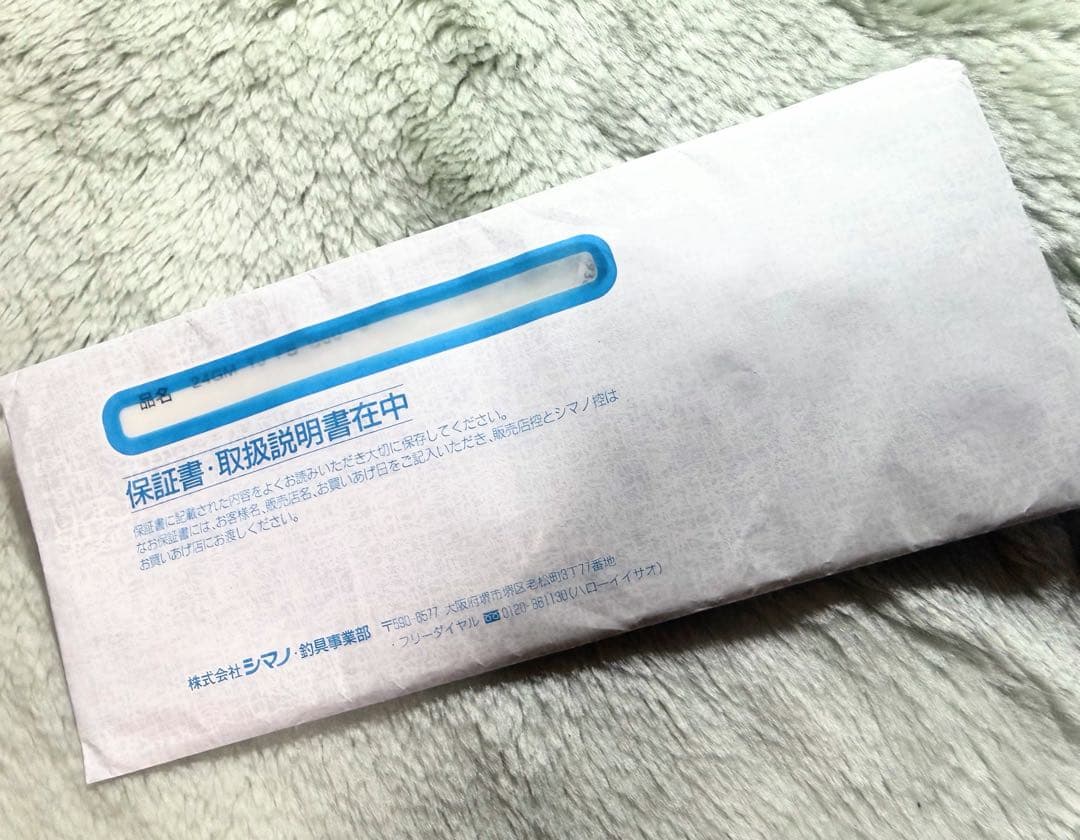 品名 24GM
保証書・取扱説明書在中
保証書に記載された内容をよくお読みいただき大切に保存してください。
なお保証書には、お客様名、販売店名、お買いあげ日をご記入いただき、販売店控とシマノ控は
お買いあげ店にお渡しください。
株式会社シマノ・釣具事業部 〒590-8577 大阪府堺市堺区老松町3丁77番地
・フリーダイヤル 0120-861130(ハローイイサオ)